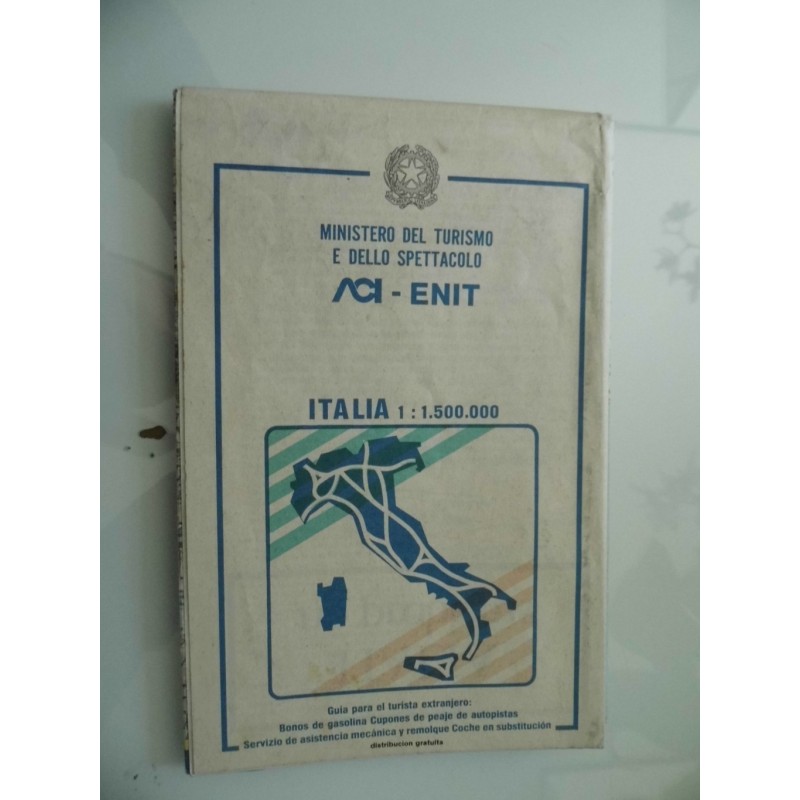 MINISTERO DEL TURISMO
E DELLO SPETTACOLO
ACI - ENIT
ITALIA 1 : 1.500.000
Guia para el turista extranjero:
Bonos de gasolina Cupones de peaje de autopistas
Servizio de asistencia mecánica y remolque Coche en substitución
distribucion gratuita